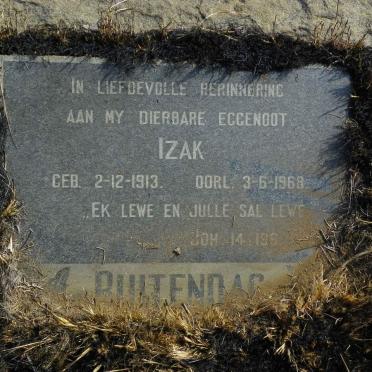 IN LIEFDEVOLLE HERINNERING
AAN MY DIERBARE EGGENOOT
IZAK
GEB. 2-12-1913. OORL. 3-6-1968.
„EK LEWE EN JULLE SAL LEWE
JOH 14:19
BUITENDAG